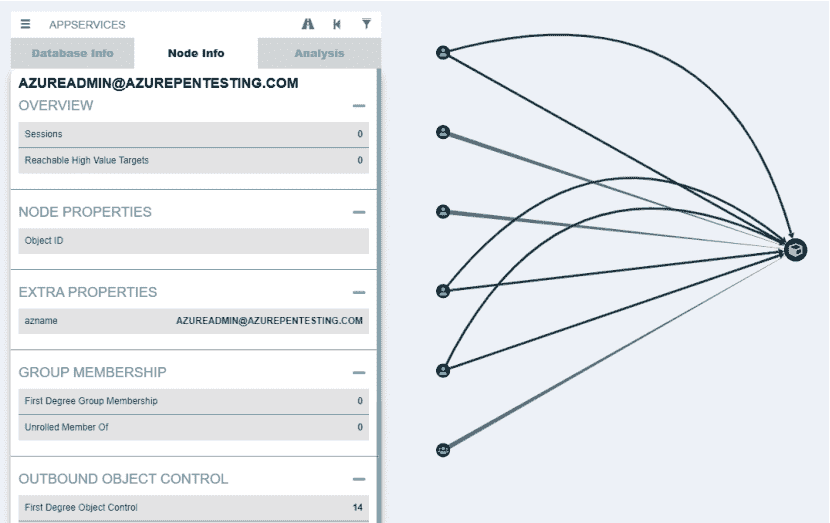 APPSERVICES
Database Info Node Info Analysis
AZUREADMIN@AZUREPENTESTING.COM
OVERVIEW
Sessions 0
Reachable High Value Targets 0
NODE PROPERTIES
Object ID
EXTRA PROPERTIES
azname AZUREADMIN@AZUREPENTESTING.COM
GROUP MEMBERSHIP
First Degree Group Membership 0
Unrolled Member Of 0
OUTBOUND OBJECT CONTROL
First Degree Object Control 14